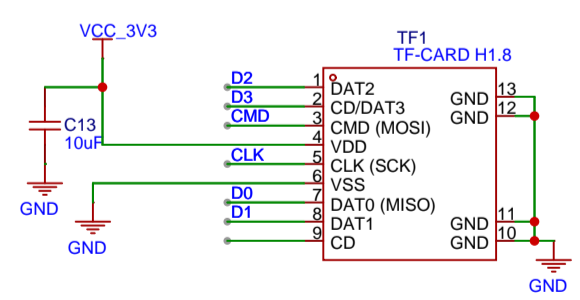 VCC_3V3
C13
10uF
GND
GND
TF1
TF-CARD H1.8
D2 1 DAT2
D3 2 CD/DAT3
CMD 3 CMD (MOSI)
4 VDD
CLK 5 CLK (SCK)
6 VSS
D0 7 DAT0 (MISO)
D1 8 DAT1
9 CD
GND 13
GND 12
GND 11
GND 10
GND